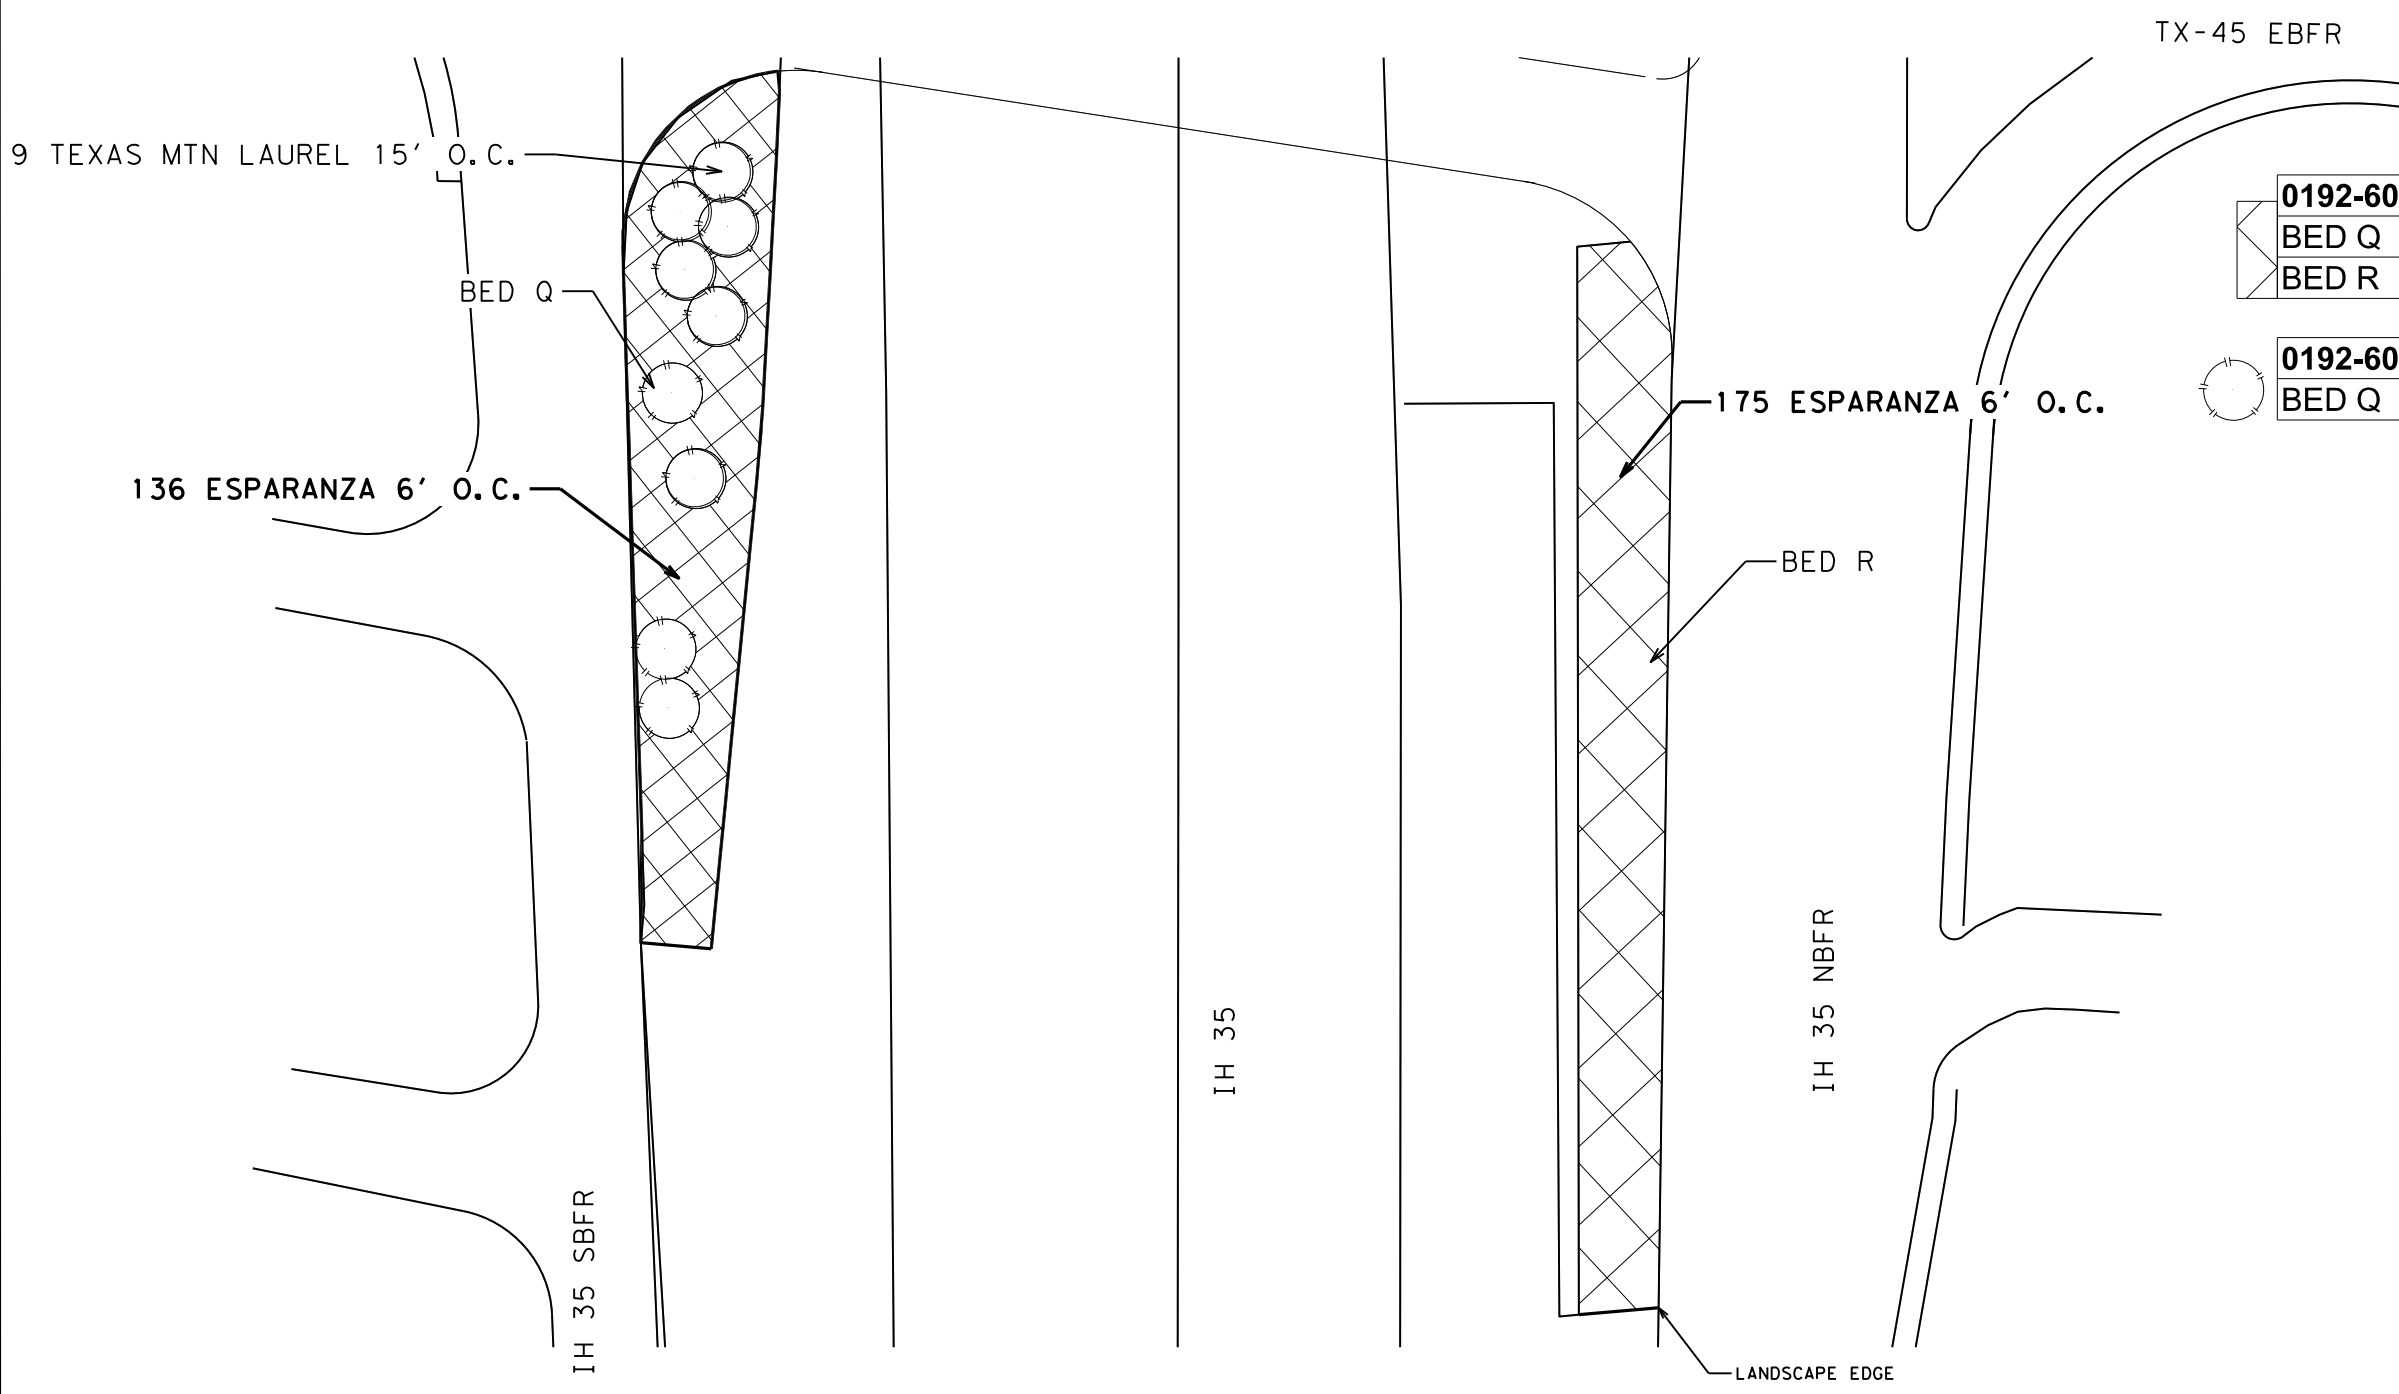 TX-45 EBFR
9 TEXAS MTN LAUREL 15' O.C.
0192-60
BED Q
BED R
BED Q
0192-60
BED Q
175 ESPARANZA 6' O.C.
136 ESPARANZA 6' O.C.
BED R
IH 35 NBFR
IH 35
IH 35 SBFR
LANDSCAPE EDGE